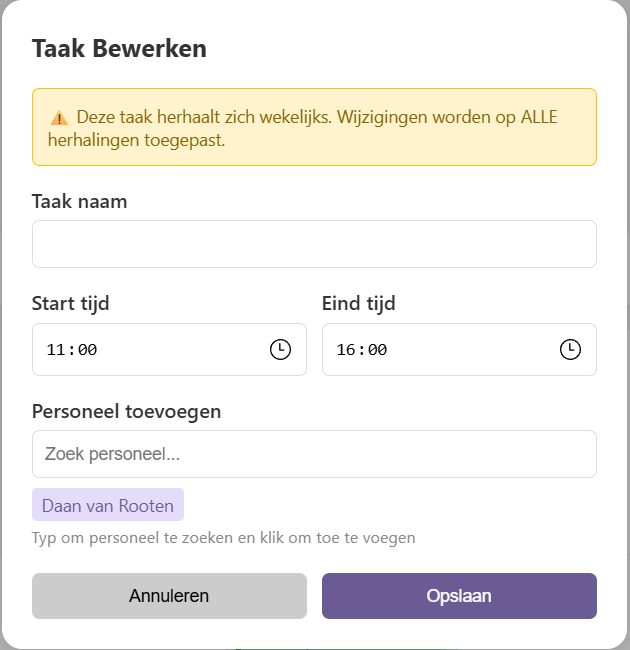 Taak Bewerken
⚠️ Deze taak herhaalt zich wekelijks. Wijzigingen worden op ALLE
herhalingen toegepast.
Taak naam
Start tijd Eind tijd
11:00 16:00
Personeel toevoegen
Zoek personeel...
Daan van Rooten
Typ om personeel te zoeken en klik om toe te voegen
Annuleren Opslaan